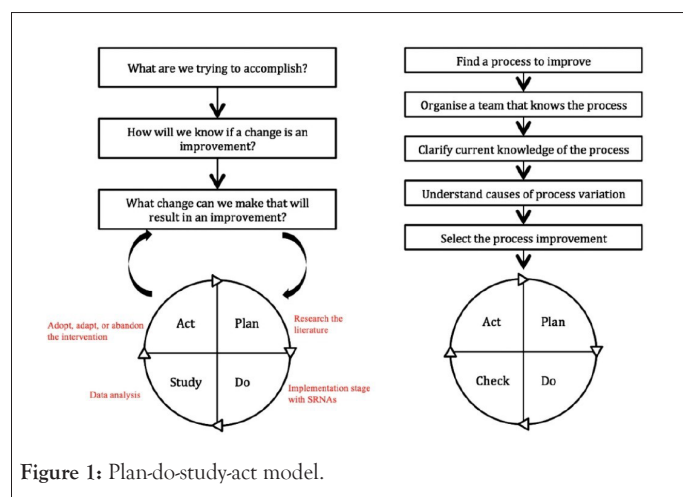 What are we trying to accomplish?
How will we know if a change is an
improvement?
What change can we make that will
result in an improvement?
Adopt, adapt, or abandon
the intervention
Act
Plan
Research the
literature
Data analysis
Study
Do
Implementation stage
with SRNAs
Find a process to improve
Organise a team that knows the process
Clarify current knowledge of the process
Understand causes of process variation
Select the process improvement
Act
Plan
Check
Do
Figure 1: Plan-do-study-act model.